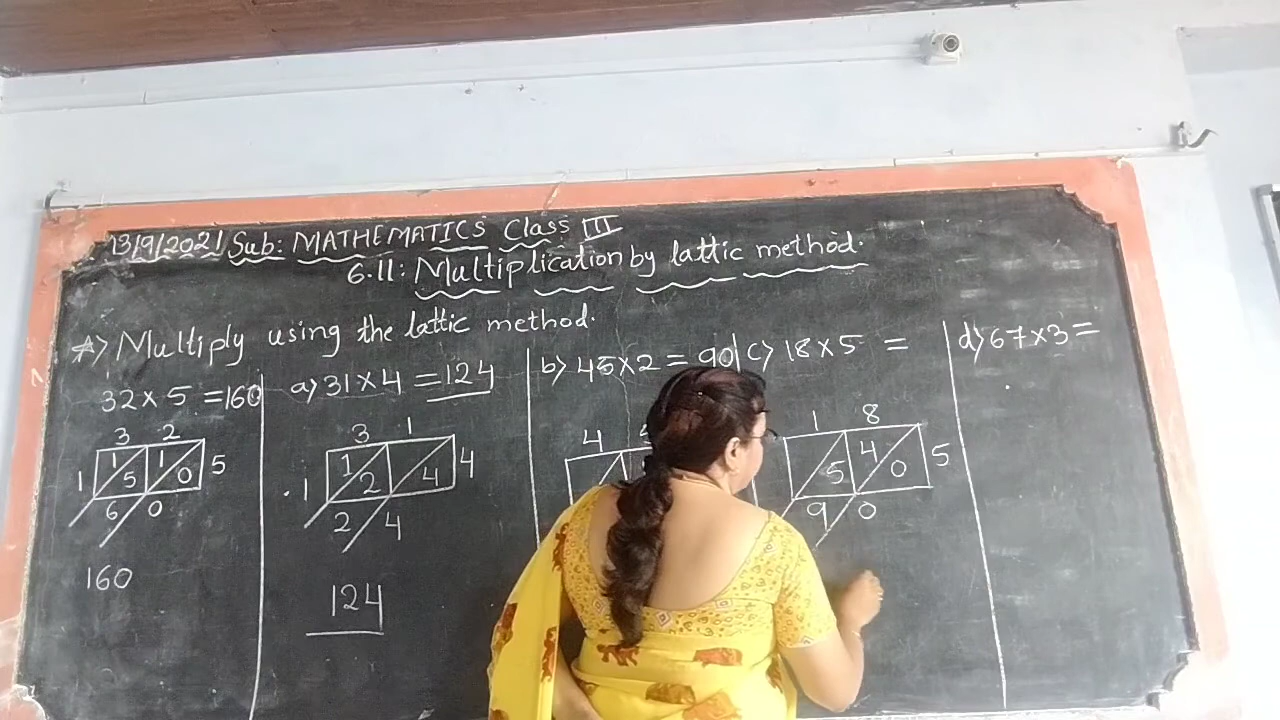 13/9/2021 Sub: MATHEMATICS Class III
6.11: Multiplication by lattic method.
A> Multiply using the lattic method.
32 x 5 = 160
3 2
1 1 5 1 0 5
6 0
160
a) 31 x 4 = 124
3 1
1 1 2 4 4
2 4
124
b) 45 x 2 = 90
4 5
c) 18 x 5 =
1 8
5 4 0 5
9 0
d) 67 x 3 =